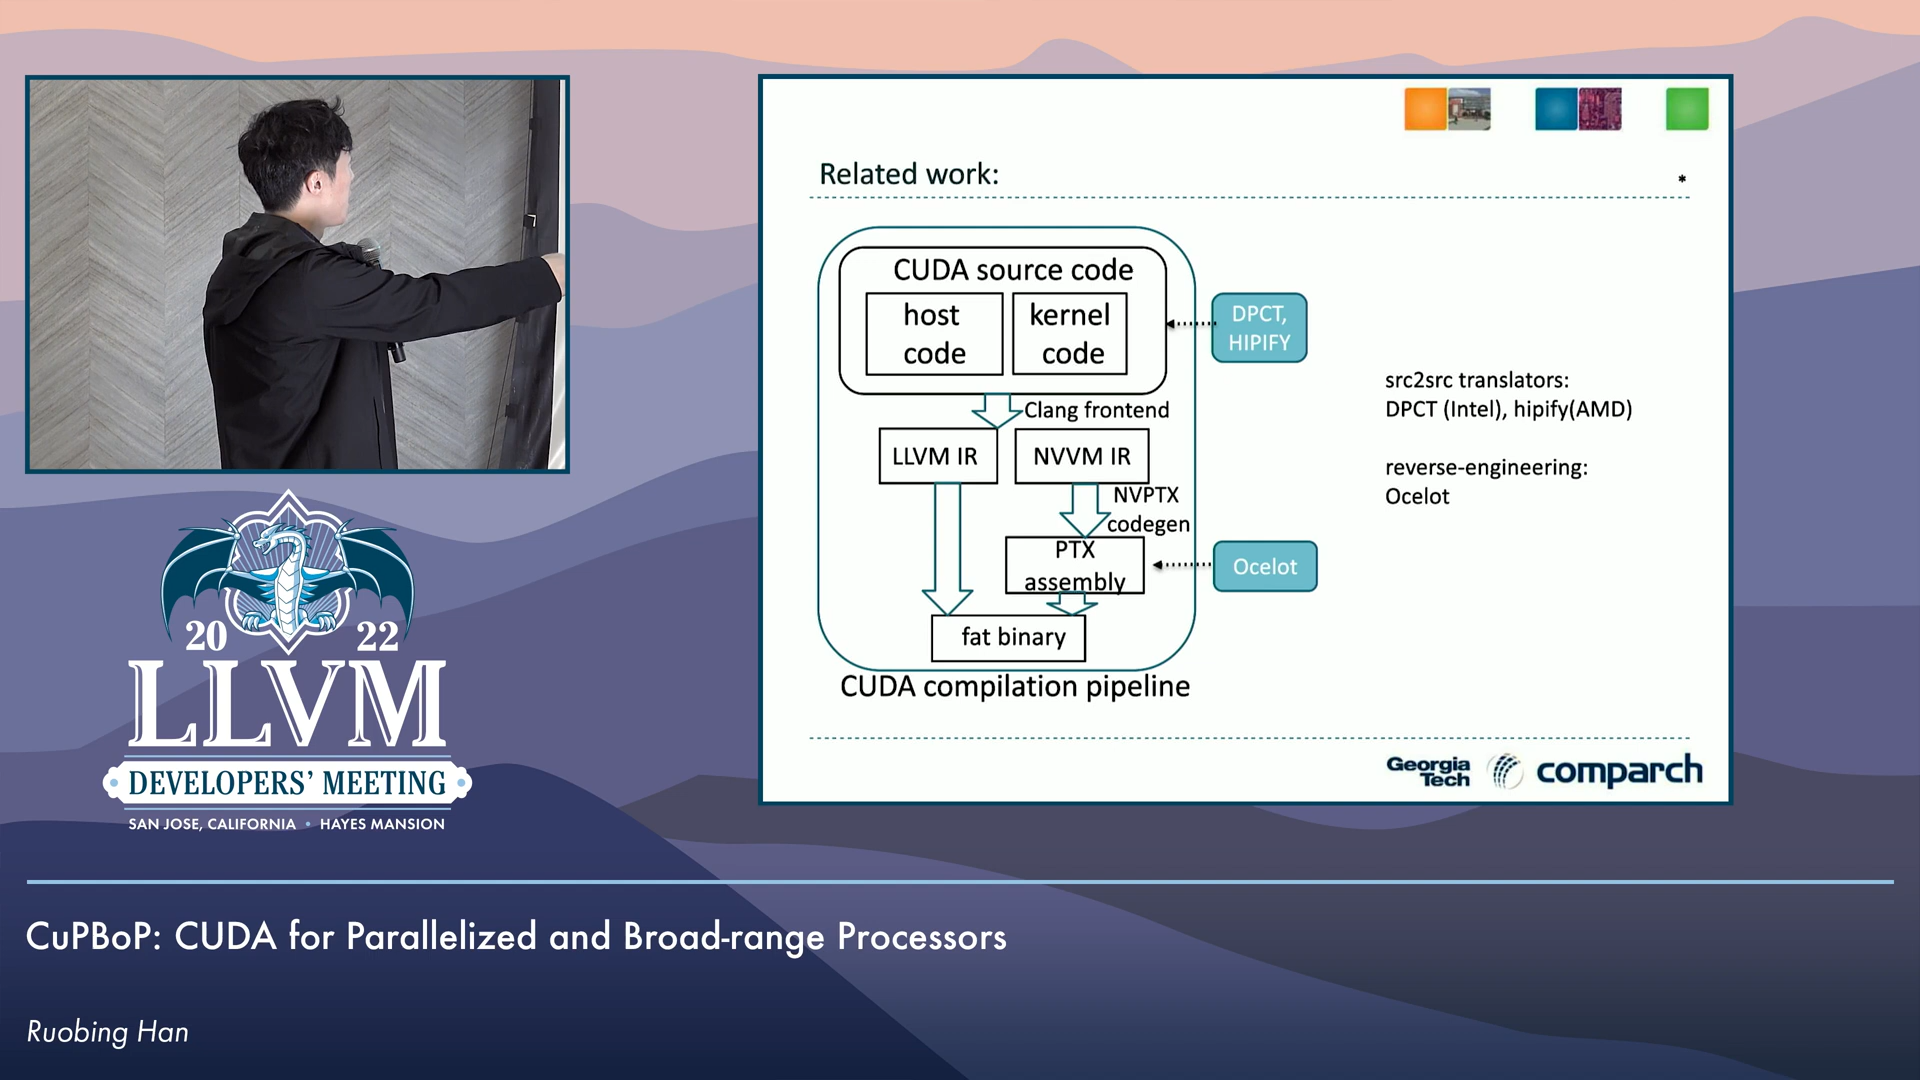 Related work:
*
CUDA source code
host
code
kernel
code
DPCT,
HIPIFY
Clang frontend
LLVM IR
NVVM IR
NVPTX
codegen
PTX
assembly
Ocelot
fat binary
CUDA compilation pipeline
src2src translators:
DPCT (Intel), hipify(AMD)
reverse-engineering:
Ocelot
Georgia
Tech
comparch
20 22
LLVM
DEVELOPERS' MEETING
SAN JOSE, CALIFORNIA • HAYES MANSION
CuPBoP: CUDA for Parallelized and Broad-range Processors
Ruobing Han